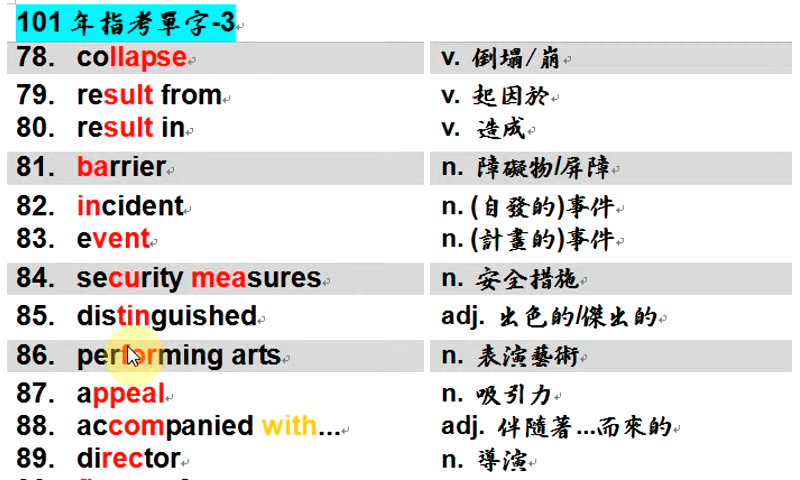 101 年指考單字-3
78. collapse v. 倒塌/崩
79. result from v. 起因於
80. result in v. 造成
81. barrier n. 障礙物/屏障
82. incident n. (自發的)事件
83. event n. (計畫的)事件
84. security measures n. 安全措施
85. distinguished adj. 出色的/傑出的
86. performing arts n. 表演藝術
87. appeal n. 吸引力
88. accompanied with... adj. 伴隨著...而來的
89. director n. 導演